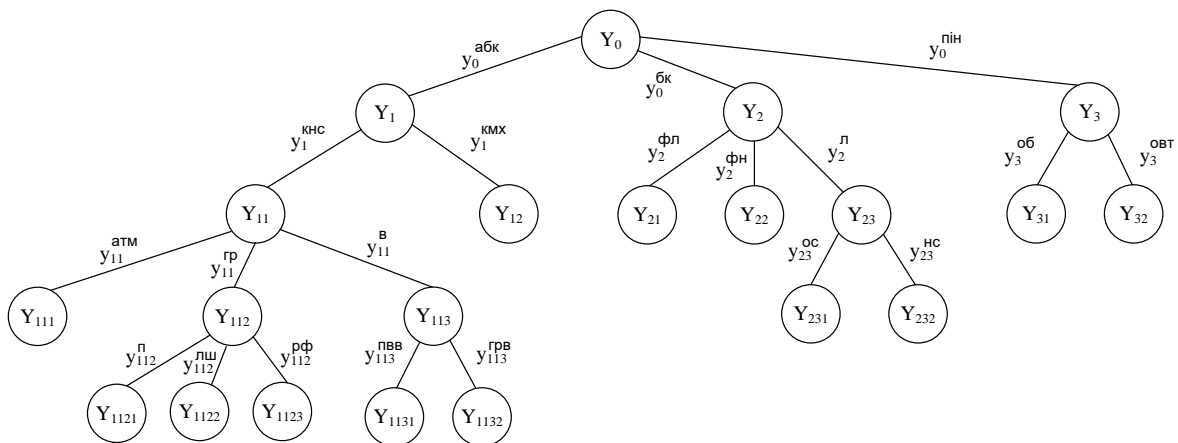 Y0
y0абк
y0бк
y0пін
Y1
Y2
Y3
y1кнс
y1кмх
y2фл
y2фн
y2л
y3об
y3овт
Y11
Y12
Y21
Y22
Y23
Y31
Y32
y11атм
y11гр
y11в
y23ос
y23нс
Y111
Y112
Y113
Y231
Y232
y112п
y112лш
y112рф
y113пвв
y113грв
Y1121
Y1122
Y1123
Y1131
Y1132